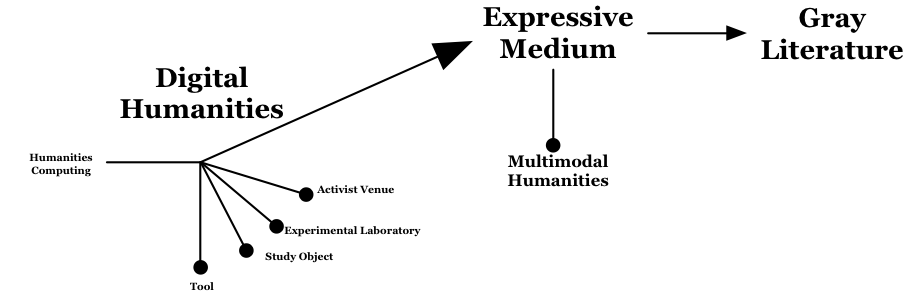 Expressive
Medium
Gray
Literature
Digital
Humanities
Humanities
Computing
Multimodal
Humanities
Activist Venue
Experimental Laboratory
Study Object
Tool